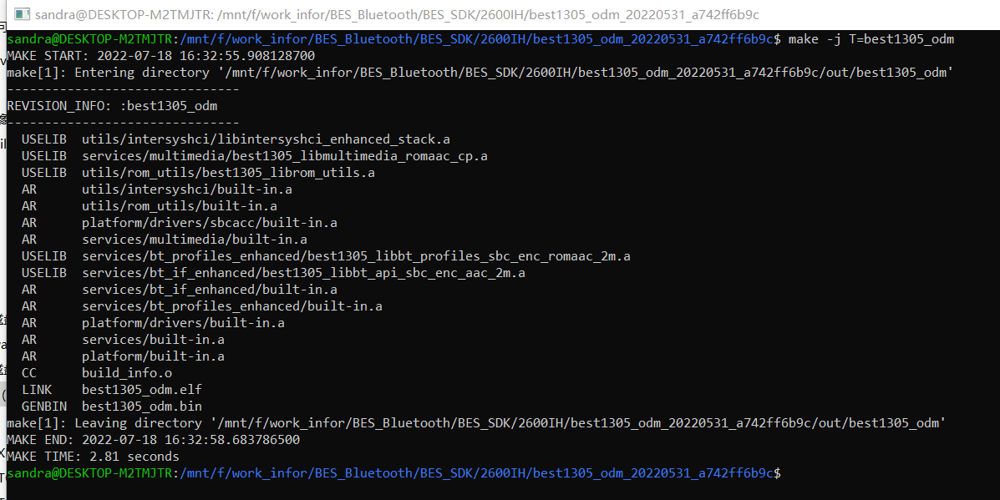 sandra@DESKTOP-M2TMJTR: /mnt/f/work_infor/BES_Bluetooth/BES_SDK/2600IH/best1305_odm_20220531_a742ff6b9c
sandra@DESKTOP-M2TMJTR:/mnt/f/work_infor/BES_Bluetooth/BES_SDK/2600IH/best1305_odm_20220531_a742ff6b9c$ make -j T=best1305_odm
MAKE START: 2022-07-18 16:32:55.908128700
make[1]: Entering directory '/mnt/f/work_infor/BES_Bluetooth/BES_SDK/2600IH/best1305_odm_20220531_a742ff6b9c/out/best1305_odm'
-------------------------------
REVISION_INFO: :best1305_odm
-------------------------------
  USELIB  utils/intersyshci/libintersyshci_enhanced_stack.a
  USELIB  services/multimedia/best1305_libmultimedia_romaac_cp.a
  USELIB  utils/rom_utils/best1305_librom_utils.a
  AR      utils/intersyshci/built-in.a
  AR      utils/rom_utils/built-in.a
  AR      platform/drivers/sbcacc/built-in.a
  AR      services/multimedia/built-in.a
  USELIB  services/bt_profiles_enhanced/best1305_libbt_profiles_sbc_enc_romaac_2m.a
  USELIB  services/bt_if_enhanced/best1305_libbt_api_sbc_enc_aac_2m.a
  AR      services/bt_if_enhanced/built-in.a
  AR      services/bt_profiles_enhanced/built-in.a
  AR      platform/drivers/built-in.a
  AR      services/built-in.a
  AR      platform/built-in.a
  CC      build_info.o
  LINK    best1305_odm.elf
  GENBIN  best1305_odm.bin
make[1]: Leaving directory '/mnt/f/work_infor/BES_Bluetooth/BES_SDK/2600IH/best1305_odm_20220531_a742ff6b9c/out/best1305_odm'
MAKE END: 2022-07-18 16:32:58.683786500
MAKE TIME: 2.81 seconds
sandra@DESKTOP-M2TMJTR:/mnt/f/work_infor/BES_Bluetooth/BES_SDK/2600IH/best1305_odm_20220531_a742ff6b9c$